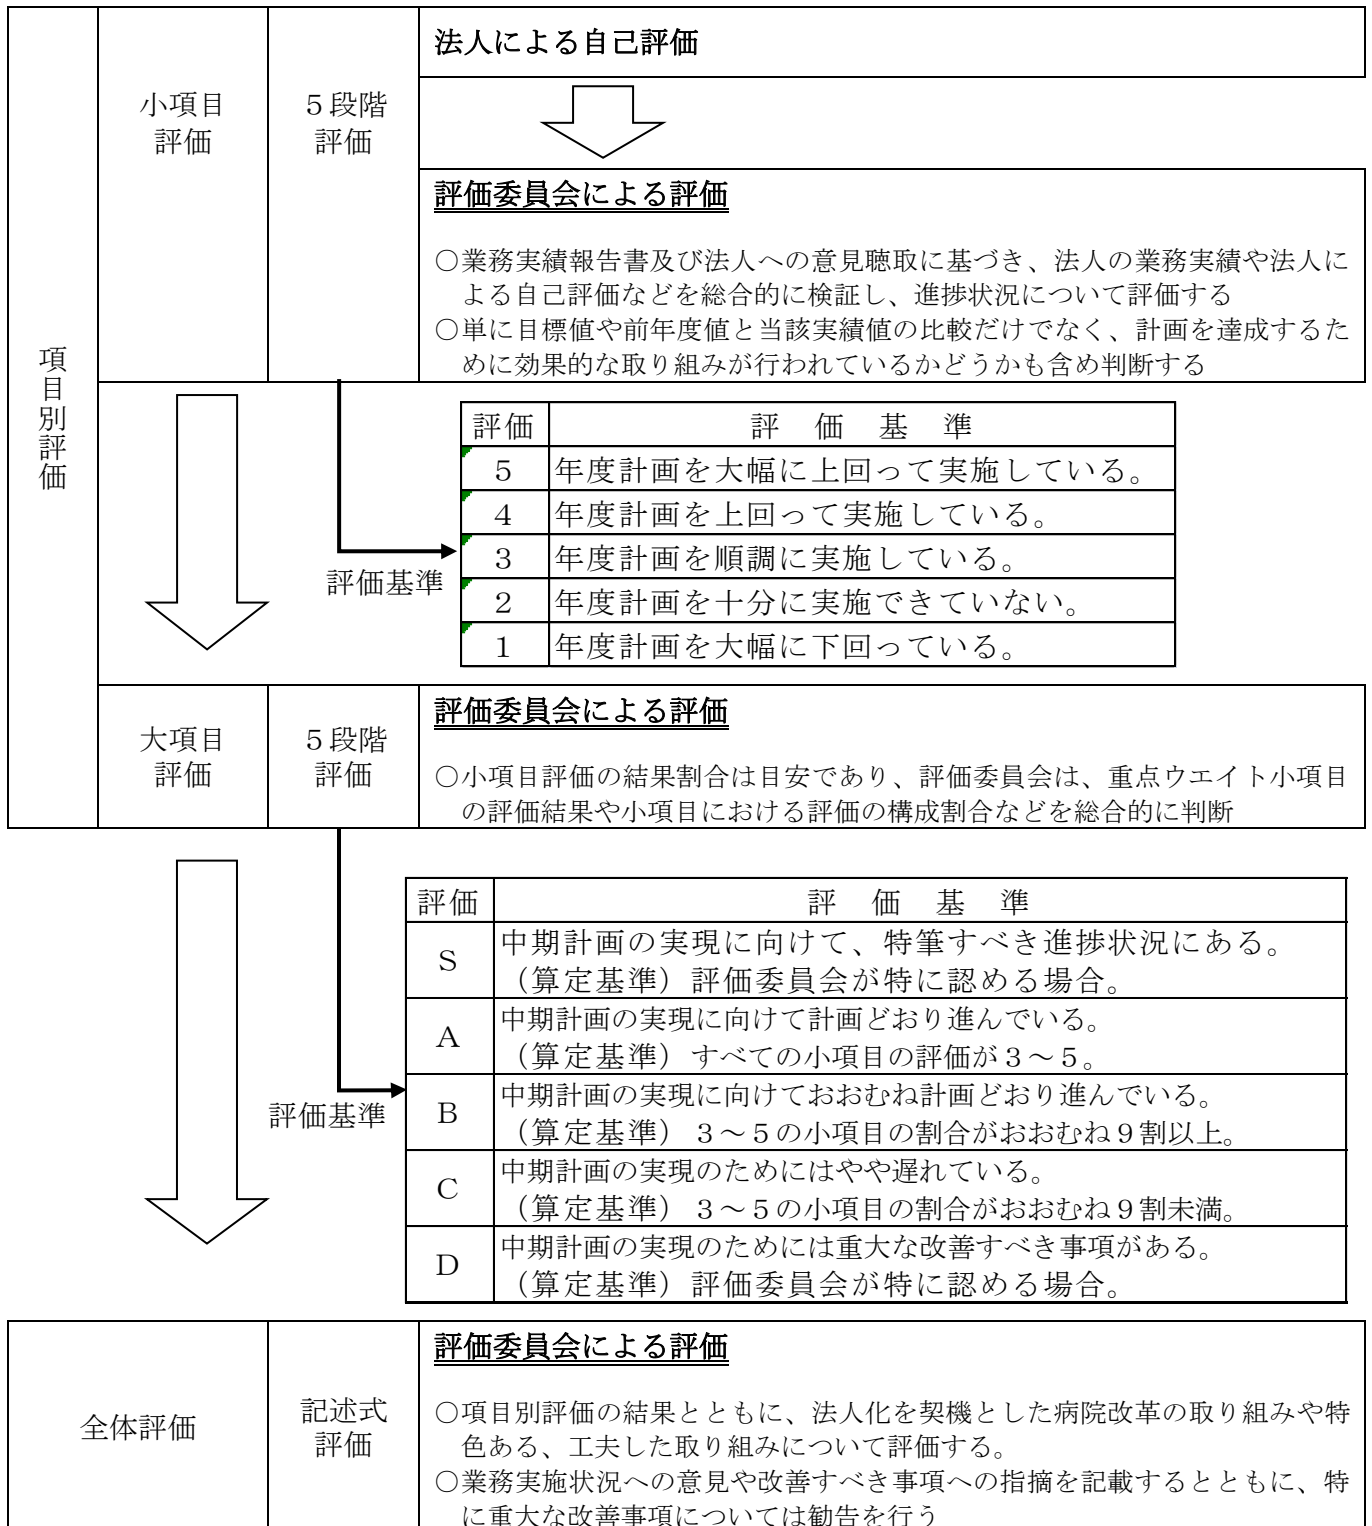 法人による自己評価
小項目
評価
５段階
評価
評価委員会による評価
○業務実績報告書及び法人への意見聴取に基づき、法人の業務実績や法人に
よる自己評価などを総合的に検証し、進捗状況について評価する
○単に目標値や前年度値と当該実績値の比較だけでなく、計画を達成するた
めに効果的な取り組みが行われているかどうかも含め判断する
項目別評価
評価 評　価　基　準
5 年度計画を大幅に上回って実施している。
4 年度計画を上回って実施している。
3 年度計画を順調に実施している。
2 年度計画を十分に実施できていない。
1 年度計画を大幅に下回っている。
評価基準
大項目
評価
５段階
評価
評価委員会による評価
○小項目評価の結果割合は目安であり、評価委員会は、重点ウエイト小項目
の評価結果や小項目における評価の構成割合などを総合的に判断
評価 評　価　基　準
S 中期計画の実現に向けて、特筆すべき進捗状況にある。
（算定基準）評価委員会が特に認める場合。
A 中期計画の実現に向けて計画どおり進んでいる。
（算定基準）すべての小項目の評価が３～５。
B 中期計画の実現に向けておおむね計画どおり進んでいる。
（算定基準）３～５の小項目の割合がおおむね９割以上。
C 中期計画の実現のためにはやや遅れている。
（算定基準）３～５の小項目の割合がおおむね９割未満。
D 中期計画の実現のためには重大な改善すべき事項がある。
（算定基準）評価委員会が特に認める場合。
評価基準
全体評価
記述式
評価
評価委員会による評価
○項目別評価の結果とともに、法人化を契機とした病院改革の取り組みや特
色ある、工夫した取り組みについて評価する。
○業務実施状況への意見や改善すべき事項への指摘を記載するとともに、特
に重大な改善事項については勧告を行う